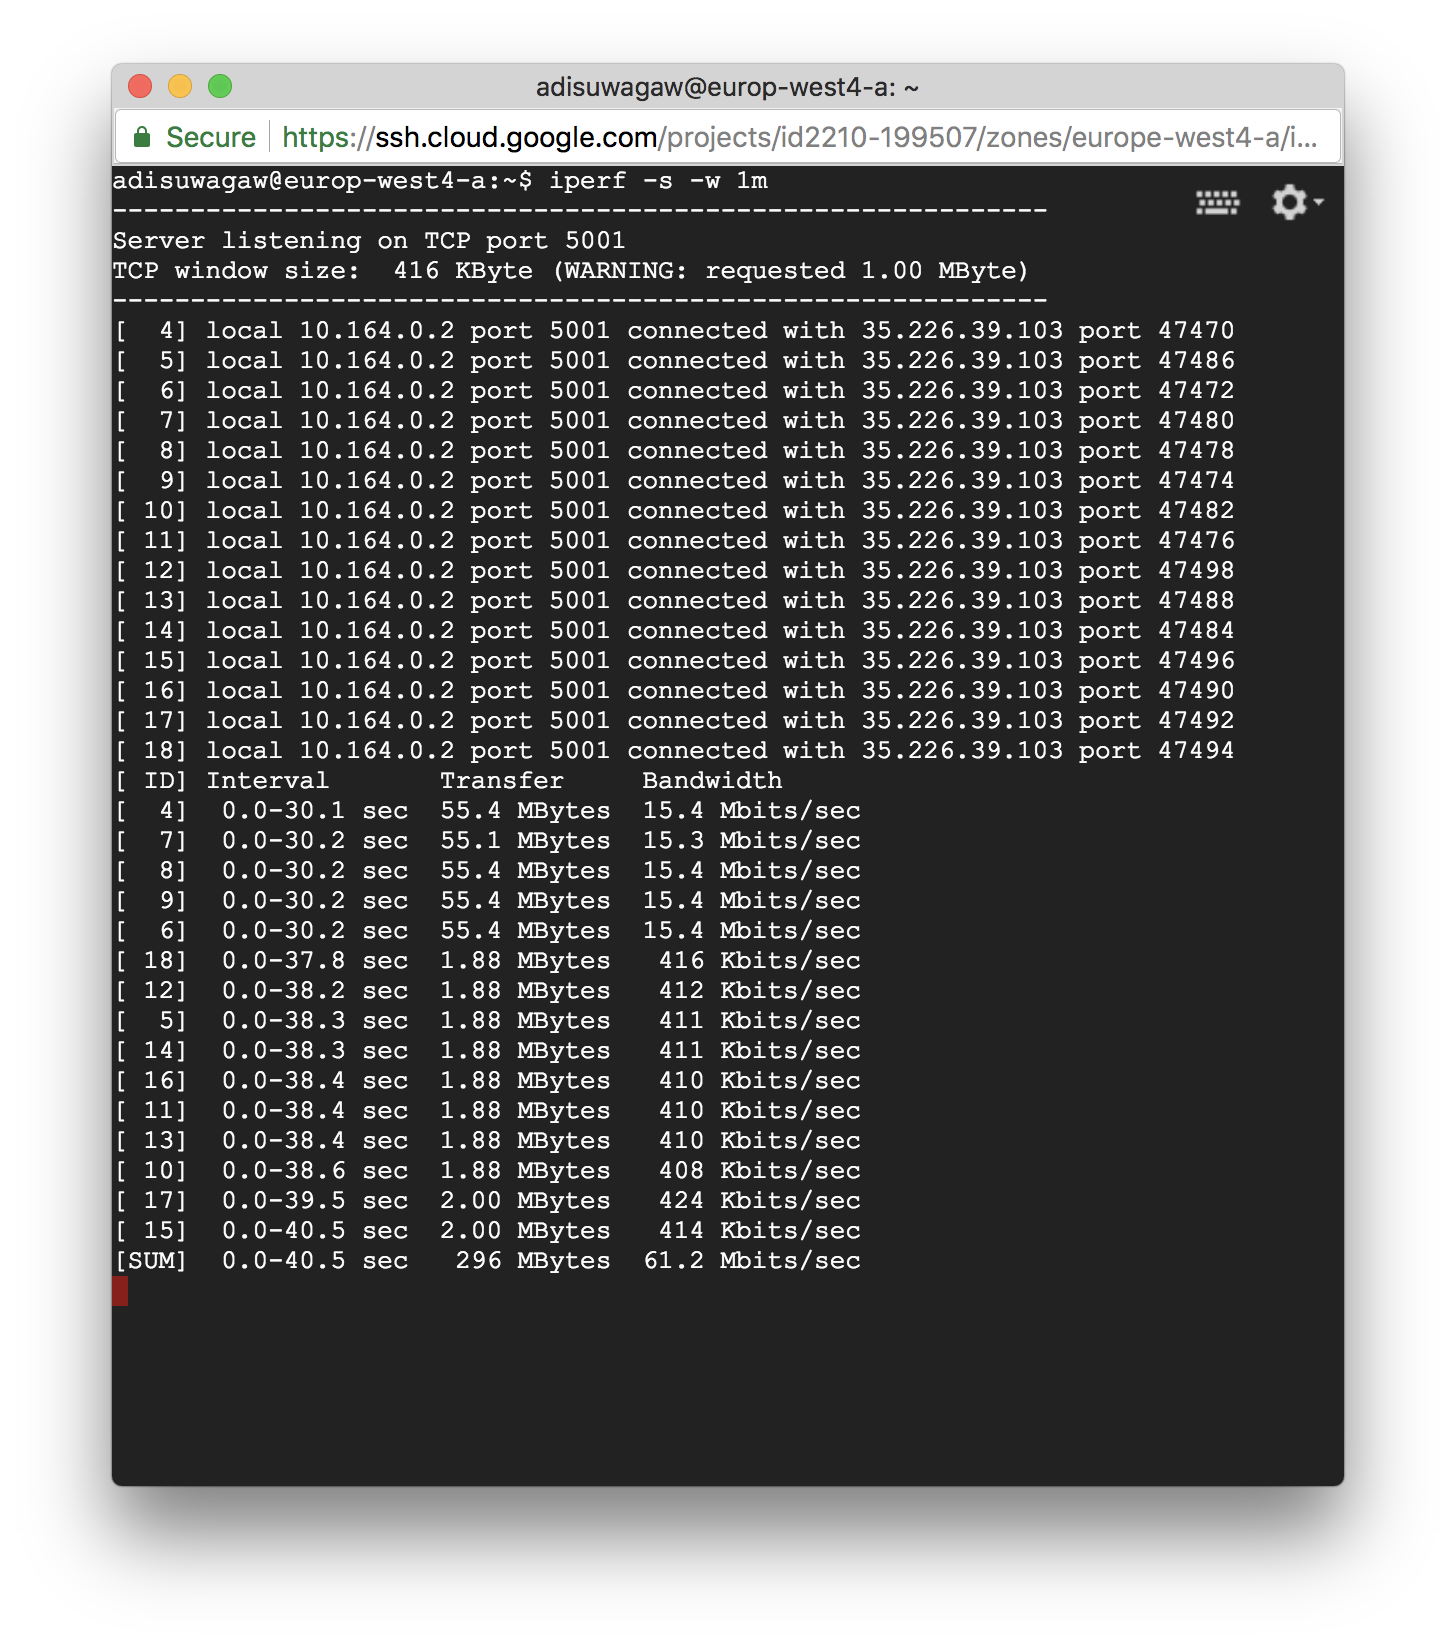 adisuwagaw@europ-west4-a: ~
Secure https://ssh.cloud.google.com/projects/id2210-199507/zones/europe-west4-a/i...
adisuwagaw@europ-west4-a:~$ iperf -s -w 1m
------------------------------------------------------------
Server listening on TCP port 5001
TCP window size:  416 KByte (WARNING: requested 1.00 MByte)
------------------------------------------------------------
[  4] local 10.164.0.2 port 5001 connected with 35.226.39.103 port 47470
[  5] local 10.164.0.2 port 5001 connected with 35.226.39.103 port 47486
[  6] local 10.164.0.2 port 5001 connected with 35.226.39.103 port 47472
[  7] local 10.164.0.2 port 5001 connected with 35.226.39.103 port 47480
[  8] local 10.164.0.2 port 5001 connected with 35.226.39.103 port 47478
[  9] local 10.164.0.2 port 5001 connected with 35.226.39.103 port 47474
[ 10] local 10.164.0.2 port 5001 connected with 35.226.39.103 port 47482
[ 11] local 10.164.0.2 port 5001 connected with 35.226.39.103 port 47476
[ 12] local 10.164.0.2 port 5001 connected with 35.226.39.103 port 47498
[ 13] local 10.164.0.2 port 5001 connected with 35.226.39.103 port 47488
[ 14] local 10.164.0.2 port 5001 connected with 35.226.39.103 port 47484
[ 15] local 10.164.0.2 port 5001 connected with 35.226.39.103 port 47496
[ 16] local 10.164.0.2 port 5001 connected with 35.226.39.103 port 47490
[ 17] local 10.164.0.2 port 5001 connected with 35.226.39.103 port 47492
[ 18] local 10.164.0.2 port 5001 connected with 35.226.39.103 port 47494
[ ID] Interval       Transfer     Bandwidth
[  4]  0.0-30.1 sec  55.4 MBytes  15.4 Mbits/sec
[  7]  0.0-30.2 sec  55.1 MBytes  15.3 Mbits/sec
[  8]  0.0-30.2 sec  55.4 MBytes  15.4 Mbits/sec
[  9]  0.0-30.2 sec  55.4 MBytes  15.4 Mbits/sec
[  6]  0.0-30.2 sec  55.4 MBytes  15.4 Mbits/sec
[ 18]  0.0-37.8 sec  1.88 MBytes   416 Kbits/sec
[ 12]  0.0-38.2 sec  1.88 MBytes   412 Kbits/sec
[  5]  0.0-38.3 sec  1.88 MBytes   411 Kbits/sec
[ 14]  0.0-38.3 sec  1.88 MBytes   411 Kbits/sec
[ 16]  0.0-38.4 sec  1.88 MBytes   410 Kbits/sec
[ 11]  0.0-38.4 sec  1.88 MBytes   410 Kbits/sec
[ 13]  0.0-38.4 sec  1.88 MBytes   410 Kbits/sec
[ 10]  0.0-38.6 sec  1.88 MBytes   408 Kbits/sec
[ 17]  0.0-39.5 sec  2.00 MBytes   424 Kbits/sec
[ 15]  0.0-40.5 sec  2.00 MBytes   414 Kbits/sec
[SUM]  0.0-40.5 sec   296 MBytes  61.2 Mbits/sec